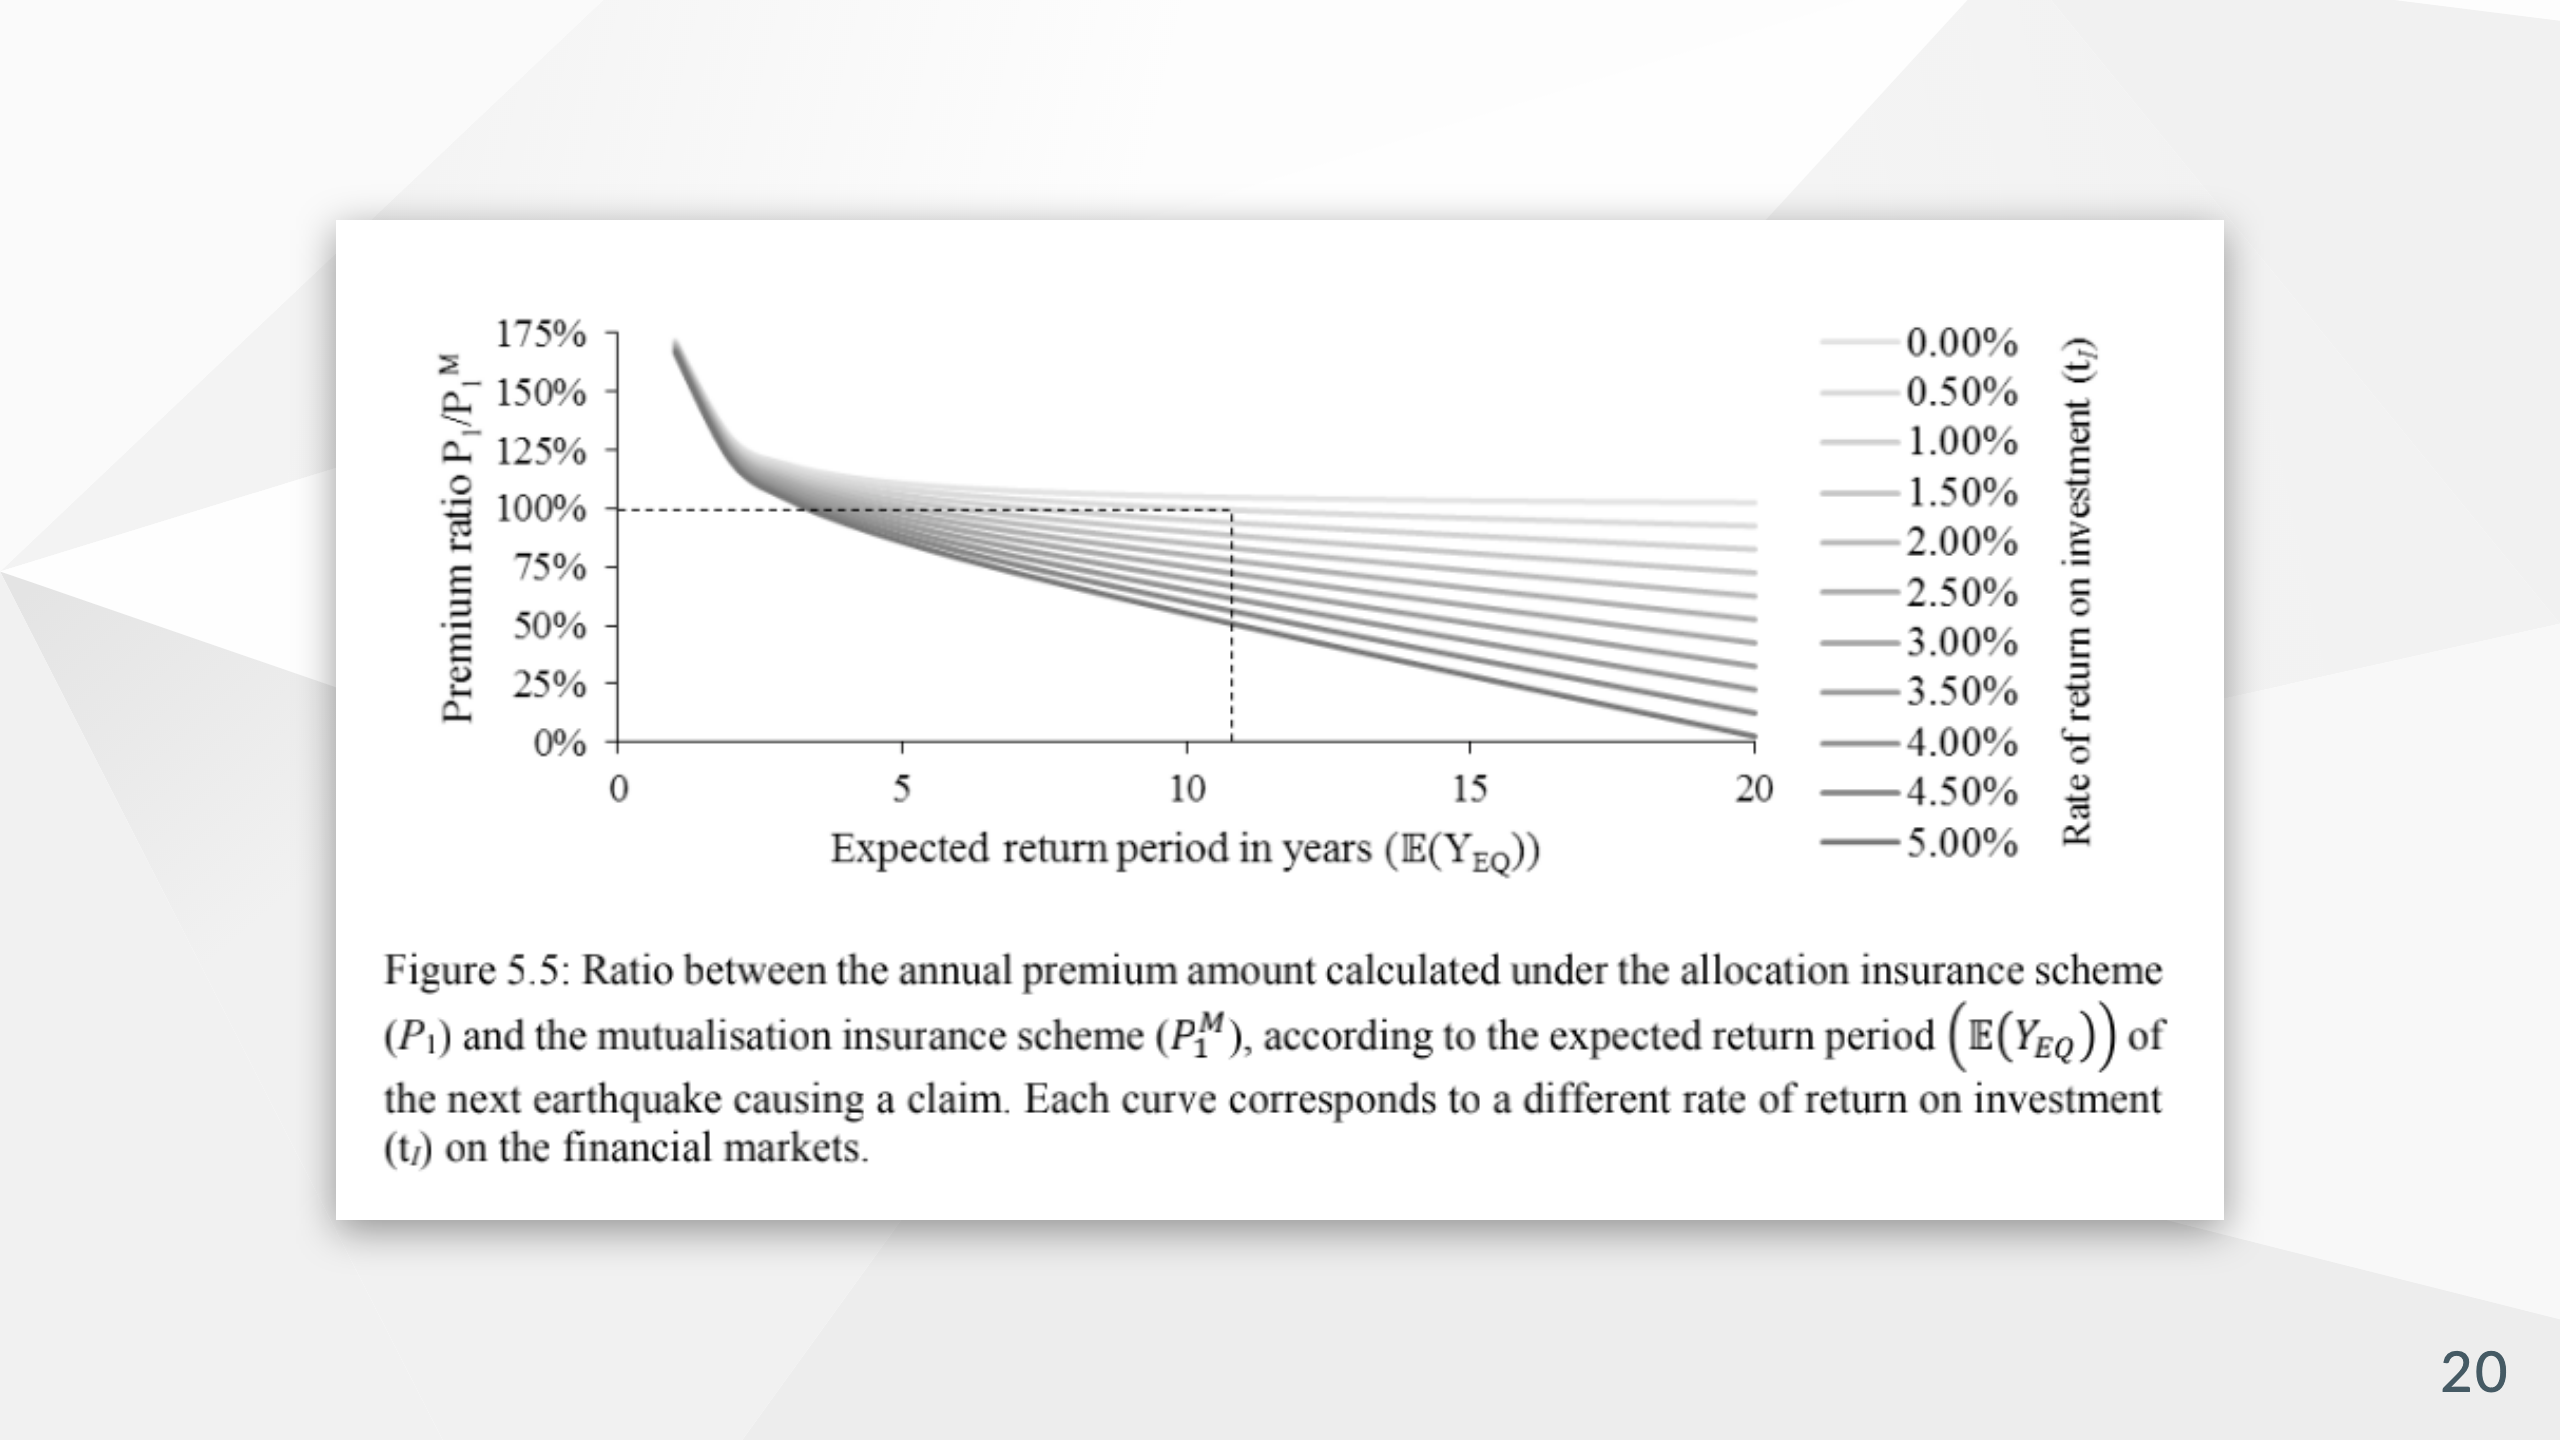 Premium ratio P₁/P₁ᴹ
175%
150%
125%
100%
75%
50%
25%
0%
0 5 10 15 20
Expected return period in years (𝔼(Y_EQ))
0.00%
0.50%
1.00%
1.50%
2.00%
2.50%
3.00%
3.50%
4.00%
4.50%
5.00%
Rate of return on investment (t_I)
Figure 5.5: Ratio between the annual premium amount calculated under the allocation insurance scheme
(P₁) and the mutualisation insurance scheme (P₁ᴹ), according to the expected return period (𝔼(Y_EQ)) of
the next earthquake causing a claim. Each curve corresponds to a different rate of return on investment
(t_I) on the financial markets.
20